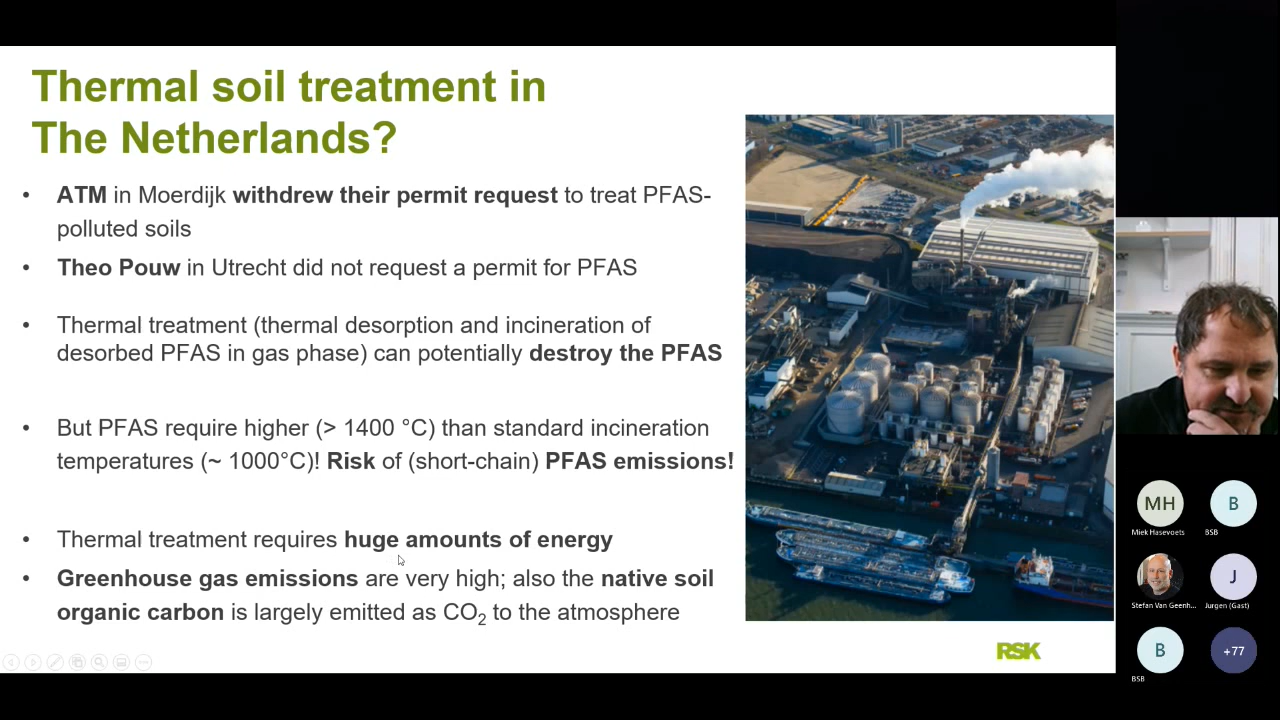 Thermal soil treatment in
The Netherlands?
• ATM in Moerdijk withdrew their permit request to treat PFAS-
polluted soils
• Theo Pouw in Utrecht did not request a permit for PFAS
• Thermal treatment (thermal desorption and incineration of
desorbed PFAS in gas phase) can potentially destroy the PFAS
• But PFAS require higher (> 1400 °C) than standard incineration
temperatures (~ 1000°C)! Risk of (short-chain) PFAS emissions!
• Thermal treatment requires huge amounts of energy
• Greenhouse gas emissions are very high; also the native soil
organic carbon is largely emitted as CO₂ to the atmosphere
RSK
MH
Miek Hasevoets
B
BSB
Stefan Van Geenh...
J
Jurgen (Gast)
B
BSB
+77